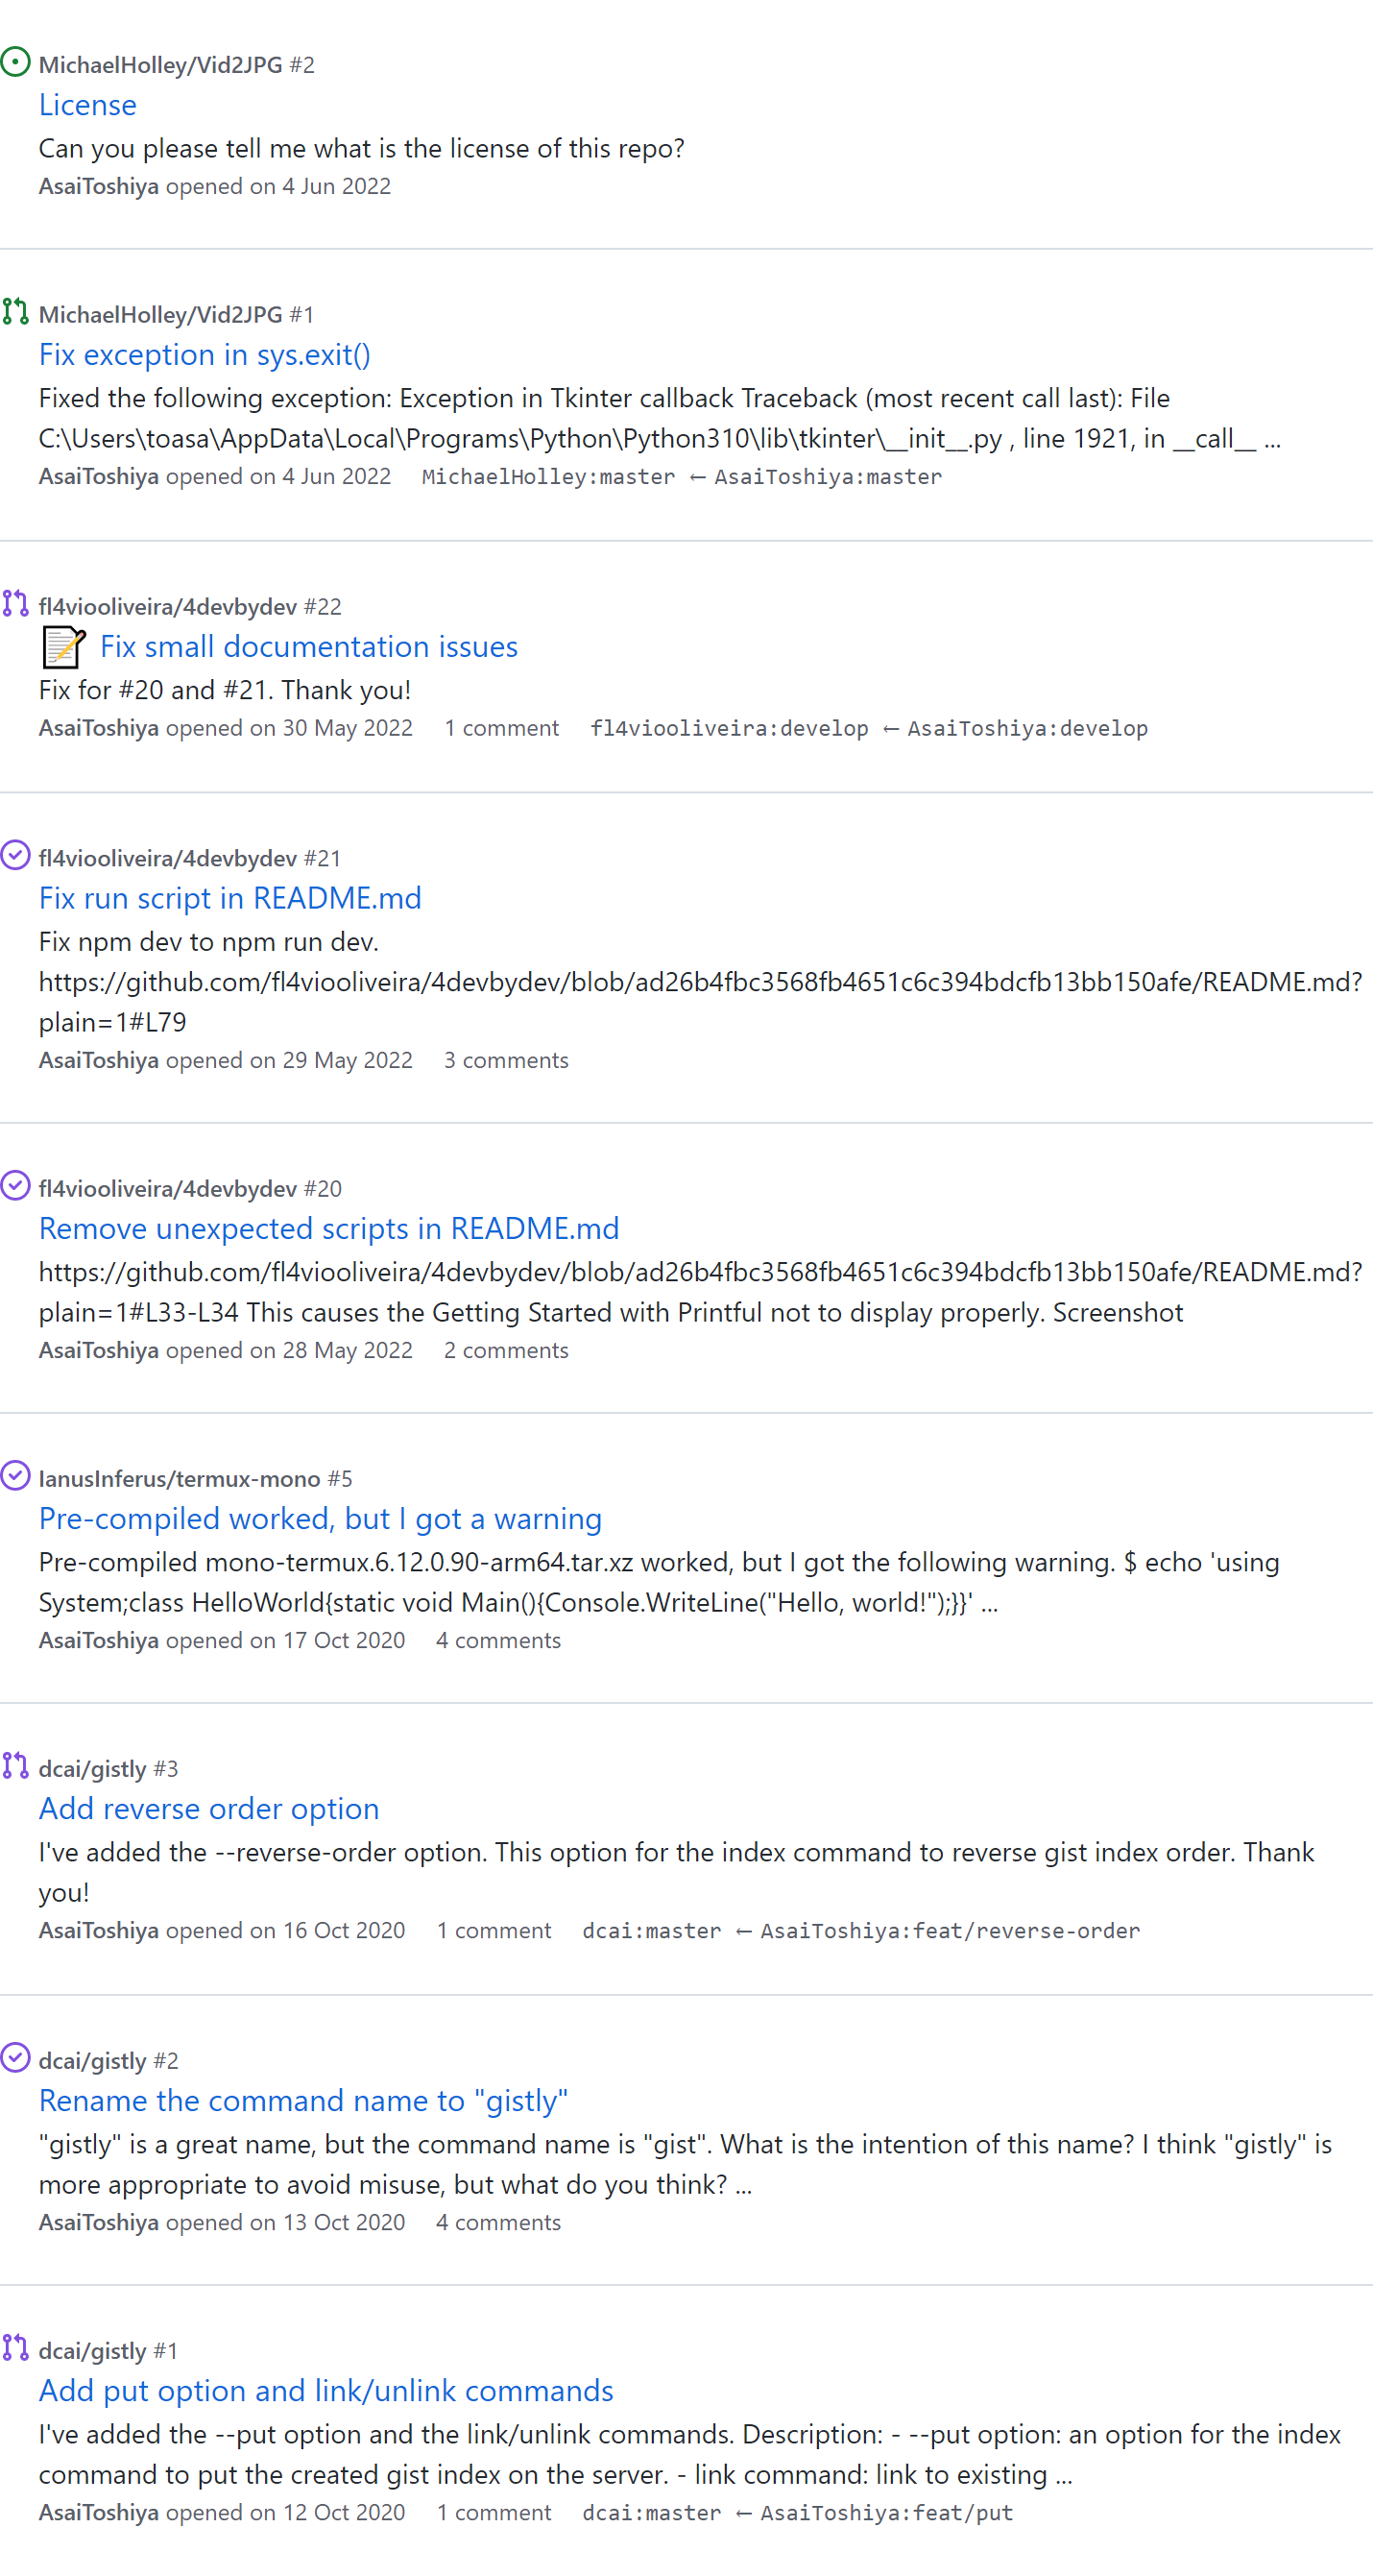 MichaelHolley/Vid2JPG #2
License
Can you please tell me what is the license of this repo?
AsaiToshiya opened on 4 Jun 2022
MichaelHolley/Vid2JPG #1
Fix exception in sys.exit()
Fixed the following exception: Exception in Tkinter callback Traceback (most recent call last): File
C:\Users\toasa\AppData\Local\Programs\Python\Python310\lib\tkinter\__init__.py , line 1921, in __call__ ...
AsaiToshiya opened on 4 Jun 2022 MichaelHolley:master ← AsaiToshiya:master
fl4viooliveira/4devbydev #22
📝 Fix small documentation issues
Fix for #20 and #21. Thank you!
AsaiToshiya opened on 30 May 2022 1 comment fl4viooliveira:develop ← AsaiToshiya:develop
fl4viooliveira/4devbydev #21
Fix run script in README.md
Fix npm dev to npm run dev.
https://github.com/fl4viooliveira/4devbydev/blob/ad26b4fbc3568fb4651c6c394bdcfb13bb150afe/README.md?
plain=1#L79
AsaiToshiya opened on 29 May 2022 3 comments
fl4viooliveira/4devbydev #20
Remove unexpected scripts in README.md
https://github.com/fl4viooliveira/4devbydev/blob/ad26b4fbc3568fb4651c6c394bdcfb13bb150afe/README.md?
plain=1#L33-L34 This causes the Getting Started with Printful not to display properly. Screenshot
AsaiToshiya opened on 28 May 2022 2 comments
IanusInferus/termux-mono #5
Pre-compiled worked, but I got a warning
Pre-compiled mono-termux.6.12.0.90-arm64.tar.xz worked, but I got the following warning. $ echo 'using
System;class HelloWorld{static void Main(){Console.WriteLine("Hello, world!");}}' ...
AsaiToshiya opened on 17 Oct 2020 4 comments
dcai/gistly #3
Add reverse order option
I've added the --reverse-order option. This option for the index command to reverse gist index order. Thank
you!
AsaiToshiya opened on 16 Oct 2020 1 comment dcai:master ← AsaiToshiya:feat/reverse-order
dcai/gistly #2
Rename the command name to "gistly"
"gistly" is a great name, but the command name is "gist". What is the intention of this name? I think "gistly" is
more appropriate to avoid misuse, but what do you think? ...
AsaiToshiya opened on 13 Oct 2020 4 comments
dcai/gistly #1
Add put option and link/unlink commands
I've added the --put option and the link/unlink commands. Description: - --put option: an option for the index
command to put the created gist index on the server. - link command: link to existing ...
AsaiToshiya opened on 12 Oct 2020 1 comment dcai:master ← AsaiToshiya:feat/put